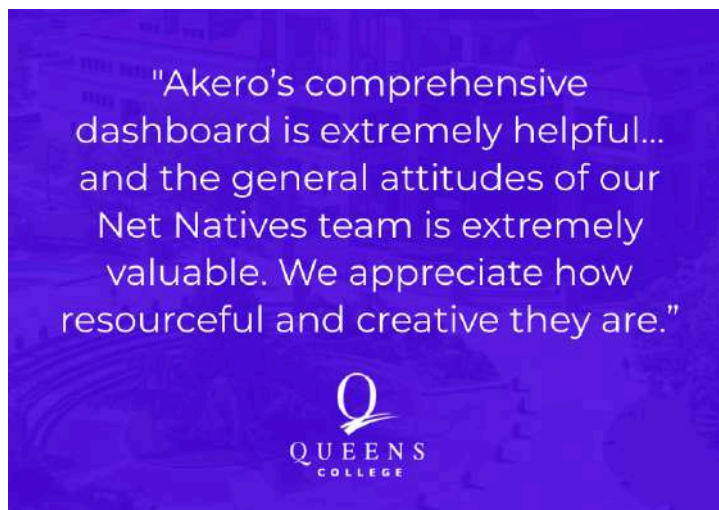 "Akero’s comprehensive
dashboard is extremely helpful...
and the general attitudes of our
Net Natives team is extremely
valuable. We appreciate how
resourceful and creative they are.”
Q
QUEENS
COLLEGE